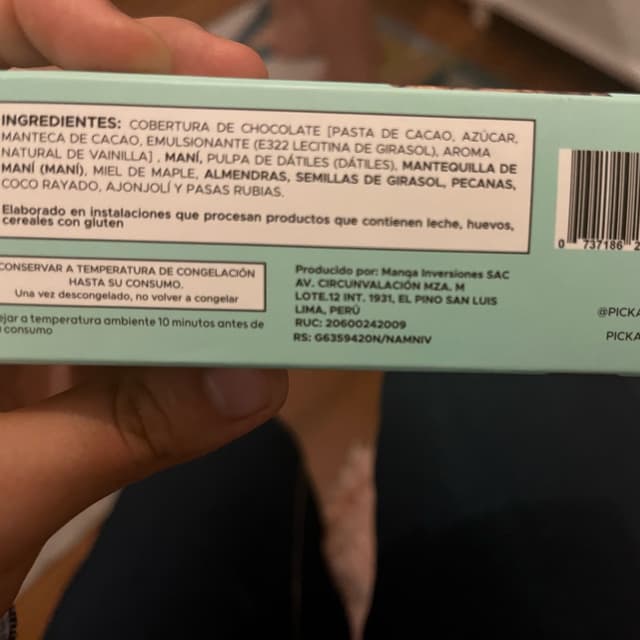 INGREDIENTES: COBERTURA DE CHOCOLATE [PASTA DE CACAO, AZÚCAR,
MANTECA DE CACAO, EMULSIONANTE (E322 LECITINA DE GIRASOL), AROMA
NATURAL DE VAINILLA] , MANÍ, PULPA DE DÁTILES (DÁTILES), MANTEQUILLA DE
MANÍ (MANÍ), MIEL DE MAPLE, ALMENDRAS, SEMILLAS DE GIRASOL, PECANAS,
COCO RAYADO, AJONJOLÍ Y PASAS RUBIAS.
Elaborado en instalaciones que procesan productos que contienen leche, huevos,
cereales con gluten
CONSERVAR A TEMPERATURA DE CONGELACIÓN
HASTA SU CONSUMO.
Una vez descongelado, no volver a congelar
ejar a temperatura ambiente 10 minutos antes de
consumo
Producido por: Manqa Inversiones SAC
AV. CIRCUNVALACIÓN MZA. M
LOTE.12 INT. 1931, EL PINO SAN LUIS
LIMA, PERÚ
RUC: 20600242009
RS: G6359420N/NAMNIV
0 737186 2
@PICKA
PICKA